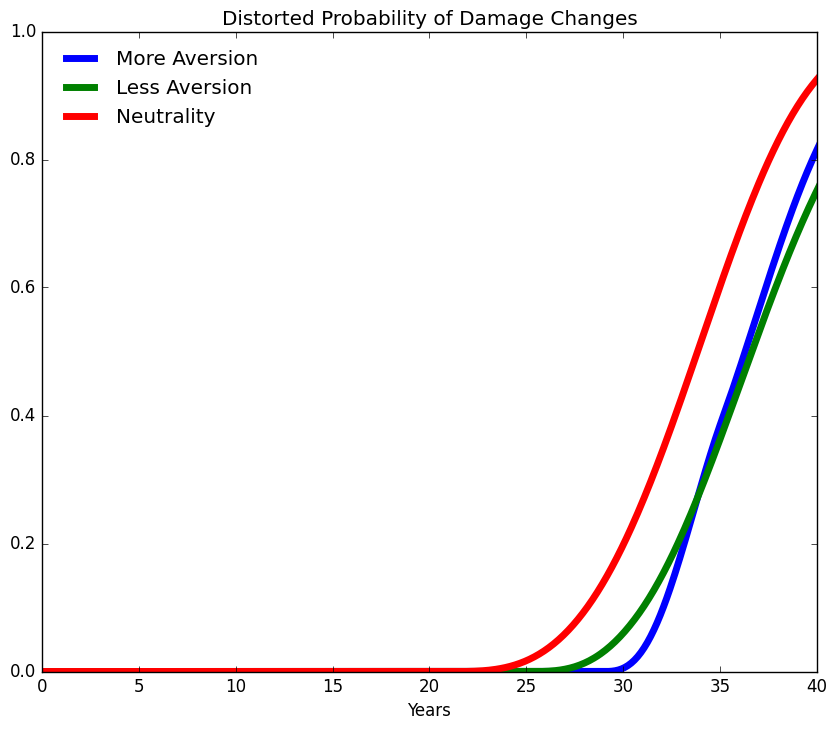 Distorted Probability of Damage Changes
1.0
More Aversion
Less Aversion
Neutrality
0.8
0.6
0.4
0.2
0.0
0 5 10 15 20 25 30 35 40
Years